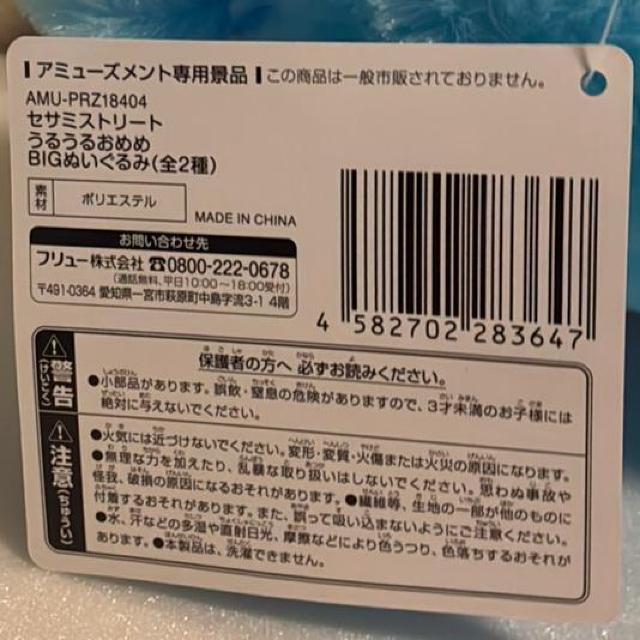 アミューズメント専用景品 この商品は一般市販されておりません。
AMU-PRZ18404
セサミストリート
うるうるおめめ
BIGぬいぐるみ(全2種)
素材 ポリエステル
MADE IN CHINA
お問い合わせ先
フリュー株式会社 ☎0800-222-0678
(通話無料、平日10:00〜18:00受付)
〒491-0364 愛知県一宮市萩原町中島字流3-1 4階
4 582702 283647
警告(けいこく)
保護者の方へ 必ずお読みください。
●小部品があります。誤飲・窒息の危険がありますので、3才未満のお子様には
絶対に与えないでください。
注意(ちゅうい)
●火気には近づけないでください。変形・変質・火傷または火災の原因になります。
●無理な力を加えたり、乱暴な取り扱いはしないでください。思わぬ事故や
怪我、破損の原因になるおそれがあります。●繊維等、生地の一部が他のものに
付着するおそれがあります。また、誤って吸い込まないようにご注意ください。
●水、汗などの多湿や直射日光、摩擦などにより色うつり、色落ちするおそれが
あります。●本製品は、洗濯できません。